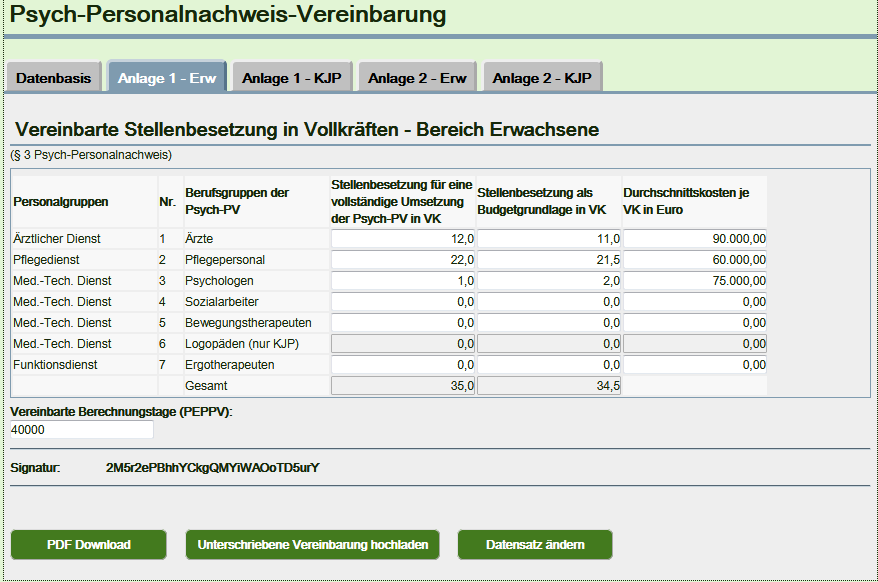 Psych-Personalnachweis-Vereinbarung
Datenbasis Anlage 1 - Erw Anlage 1 - KJP Anlage 2 - Erw Anlage 2 - KJP
Vereinbarte Stellenbesetzung in Vollkräften - Bereich Erwachsene
(§ 3 Psych-Personalnachweis)
Personalgruppen Nr. Berufsgruppen der Psych-PV Stellenbesetzung für eine vollständige Umsetzung der Psych-PV in VK Stellenbesetzung als Budgetgrundlage in VK Durchschnittskosten je VK in Euro
Ärztlicher Dienst 1 Ärzte 12,0 11,0 90.000,00
Pflegedienst 2 Pflegepersonal 22,0 21,5 60.000,00
Med.-Tech. Dienst 3 Psychologen 1,0 2,0 75.000,00
Med.-Tech. Dienst 4 Sozialarbeiter 0,0 0,0 0,00
Med.-Tech. Dienst 5 Bewegungstherapeuten 0,0 0,0 0,00
Med.-Tech. Dienst 6 Logopäden (nur KJP) 0,0 0,0 0,00
Funktionsdienst 7 Ergotherapeuten 0,0 0,0 0,00
Gesamt 35,0 34,5
Vereinbarte Berechnungstage (PEPPV):
40000
Signatur: 2M5r2ePBhhYCkgQMYiWAOoTD5urY
PDF Download Unterschriebene Vereinbarung hochladen Datensatz ändern